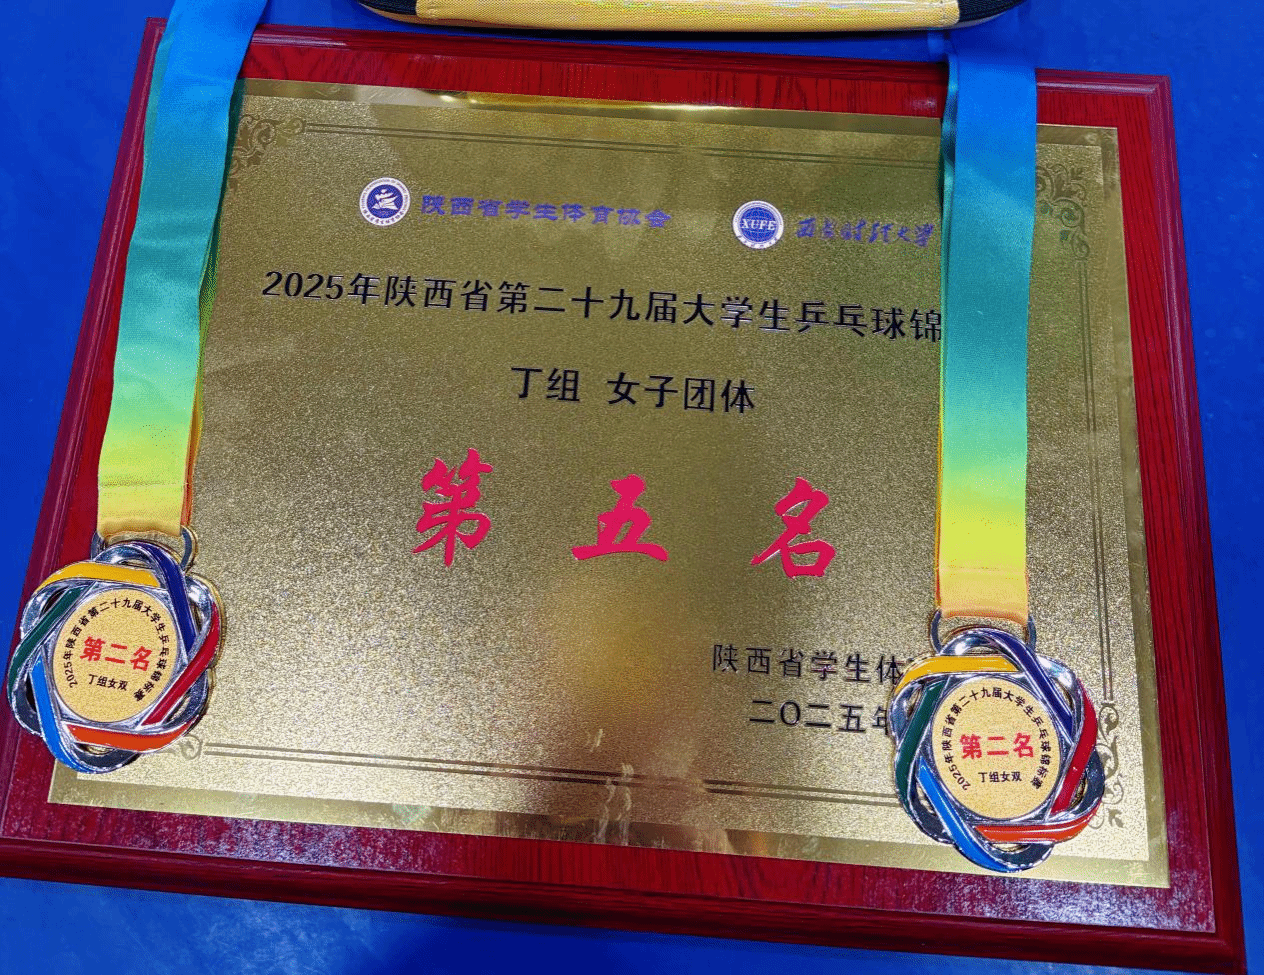 陕西省学生体育协会
XUFE 西安财经大学
2025年陕西省第二十九届大学生乒乓球锦
丁组 女子团体
第五名
陕西省学生体
二〇二五年
2025年陕西省第二十九届大学生乒乓球锦标赛
第二名
丁组女双
2025年陕西省第二十九届大学生乒乓球锦标赛
第二名
丁组女双